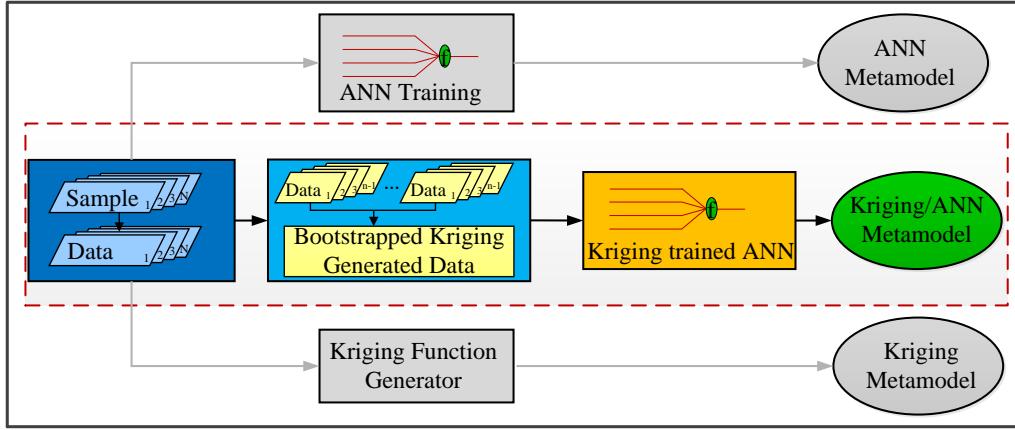 f
ANN Training
ANN
Metamodel
Sample 1 2 3 N
Data 1 2 3 N
Data 1 2 3 n-1 ... Data 1 2 3 n-1
Bootstrapped Kriging
Generated Data
f
Kriging trained ANN
Kriging/ANN
Metamodel
Kriging Function
Generator
Kriging
Metamodel